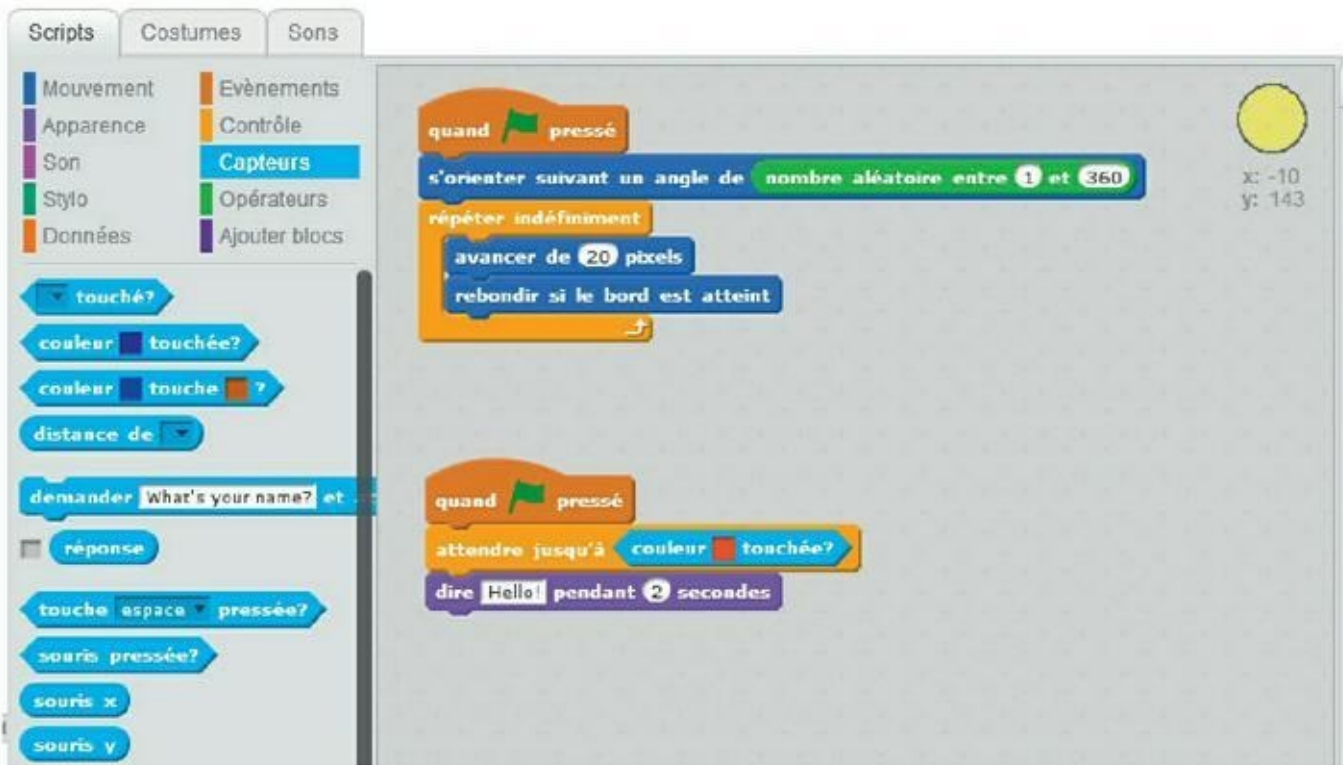 Scripts Costumes Sons
Mouvement Evènements
Apparence Contrôle
Son Capteurs
Stylo Opérateurs
Données Ajouter blocs
touché?
couleur touchée?
couleur touche ?
distance de
demander What's your name? et
réponse
touche espace pressée?
souris pressée?
souris x
souris y
quand pressé
s'orienter suivant un angle de nombre aléatoire entre 1 et 360
répéter indéfiniment
avancer de 20 pixels
rebondir si le bord est atteint
quand pressé
attendre jusqu'à couleur touchée?
dire Hello! pendant 2 secondes
x: -10
y: 143